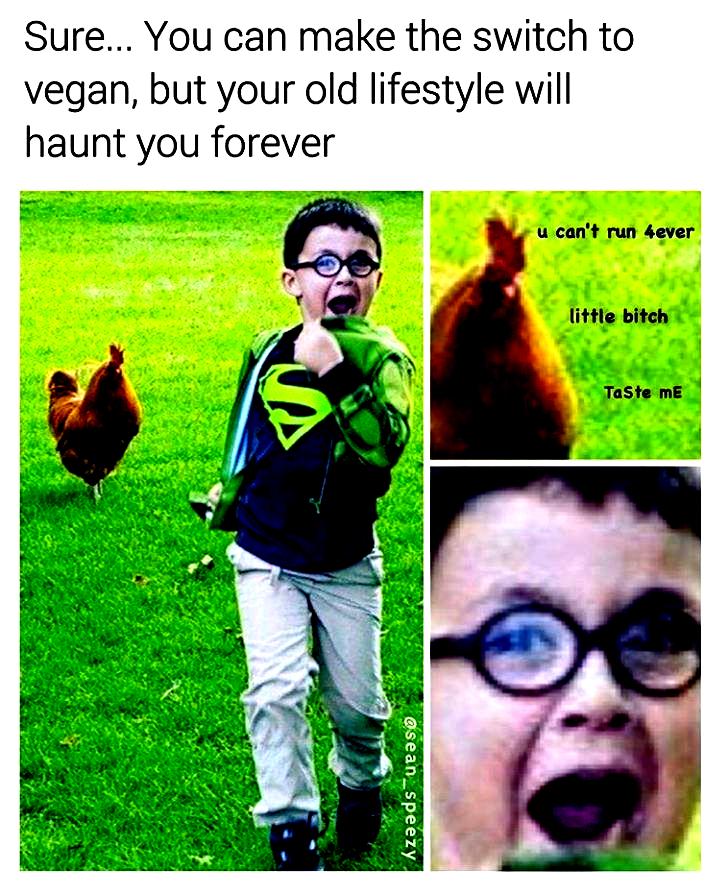 Sure... You can make the switch to
vegan, but your old lifestyle will
haunt you forever
u can't run 4ever
little bitch
TaSte mE
S
@sean_speezy